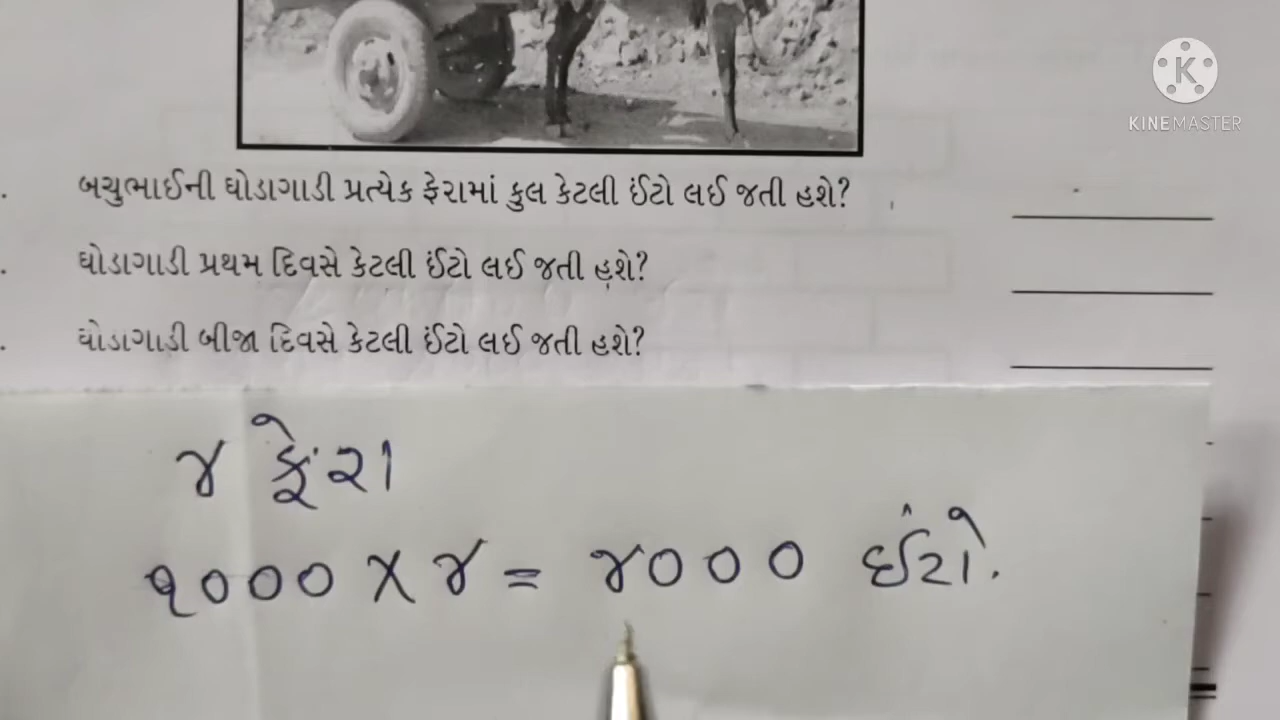 KINEMASTER
. બચુભાઈની ઘોડાગાડી પ્રત્યેક ફેરામાં કુલ કેટલી ઈંટો લઈ જતી હશે?
. ઘોડાગાડી પ્રથમ દિવસે કેટલી ઈંટો લઈ જતી હશે?
. ઘોડાગાડી બીજા દિવસે કેટલી ઈંટો લઈ જતી હશે?
૪ ફેરા
૧૦૦૦ X ૪ = ૪૦૦૦ ઈંટો.